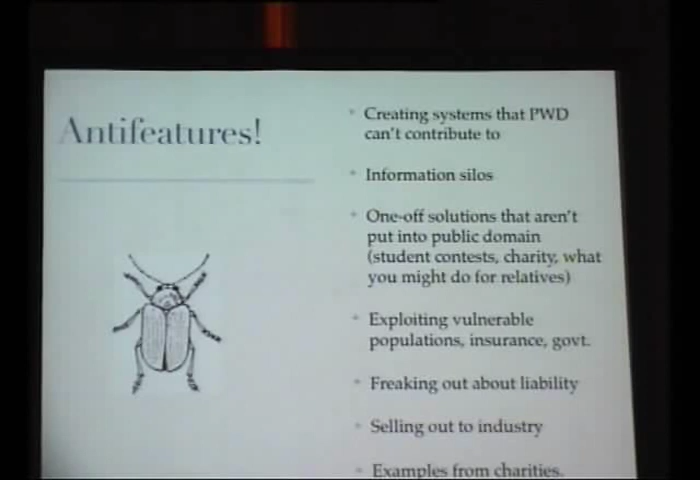 Antifeatures!
Creating systems that PWD
can't contribute to
Information silos
One-off solutions that aren't
put into public domain
(student contests, charity, what
you might do for relatives)
Exploiting vulnerable
populations, insurance, govt.
Freaking out about liability
Selling out to industry
Examples from charities.